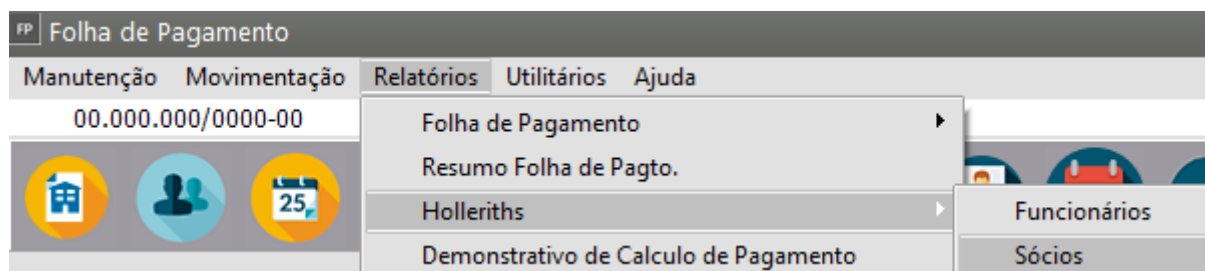 FP Folha de Pagamento
Manutenção Movimentação Relatórios Utilitários Ajuda
00.000.000/0000-00
Folha de Pagamento
Resumo Folha de Pagto.
25
Holleriths
Funcionários
Demonstrativo de Calculo de Pagamento
Sócios